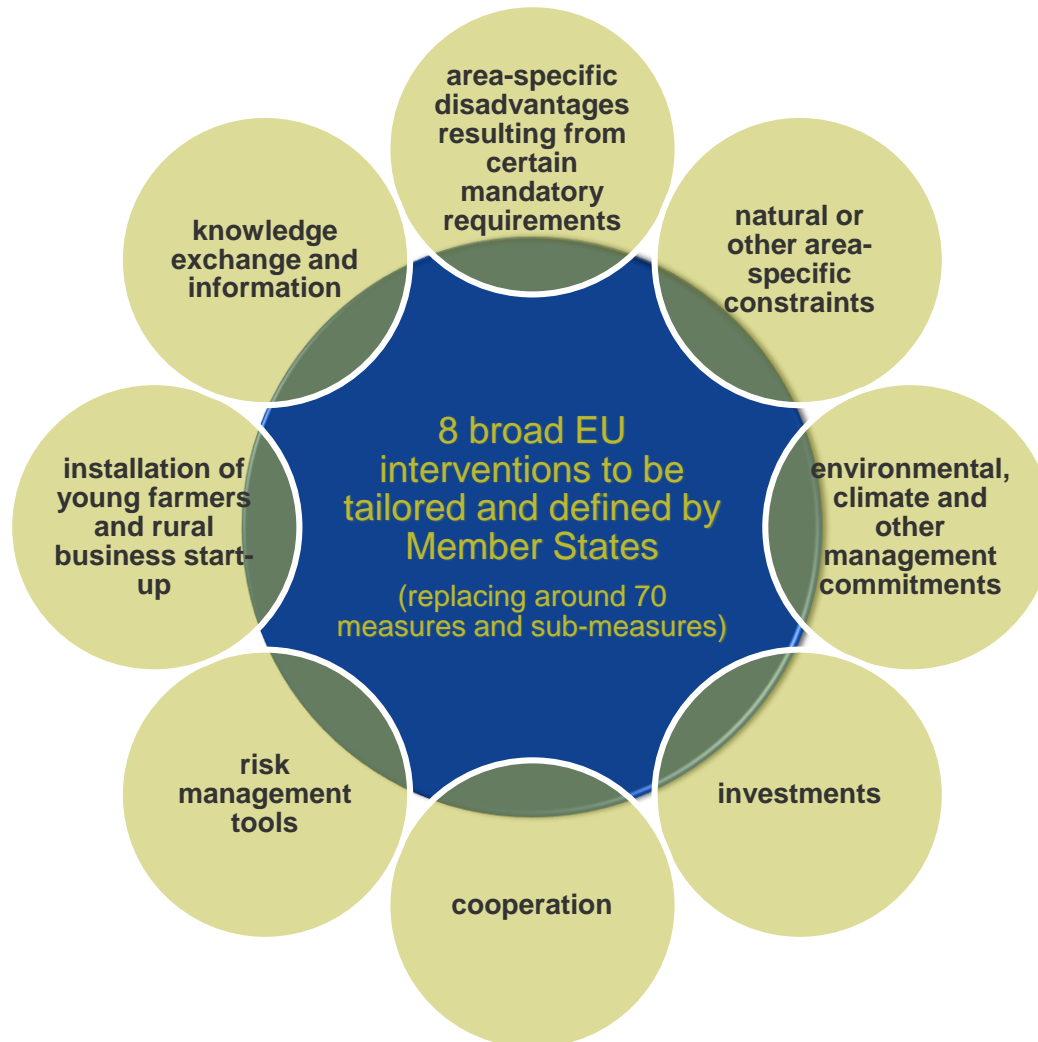 area-specific
disadvantages
resulting from
certain
mandatory
requirements
natural or
other area-
specific
constraints
environmental,
climate and
other
management
commitments
investments
cooperation
risk
management
tools
installation of
young farmers
and rural
business start-
up
knowledge
exchange and
information
8 broad EU
interventions to be
tailored and defined by
Member States
(replacing around 70
measures and sub-measures)